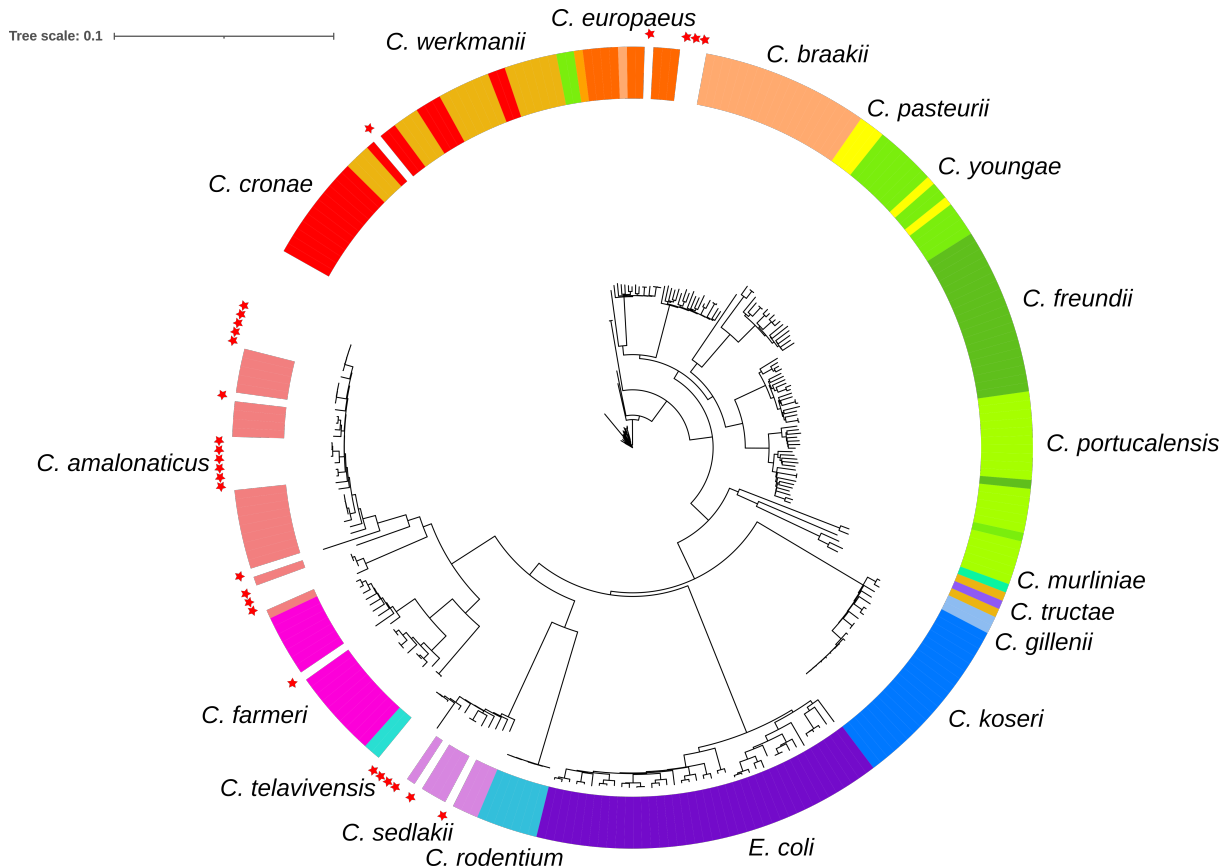 C. europaeus
Tree scale: 0.1
C. werkmanii
C. braakii
C. pasteurii
C. youngae
C. cronae
C. freundii
C. portucalensis
C. amalonaticus
C. murliniae
C. tructae
C. gillenii
C. farmeri
C. koseri
C. telavivensis
C. sedlakii
E. coli
C. rodentium